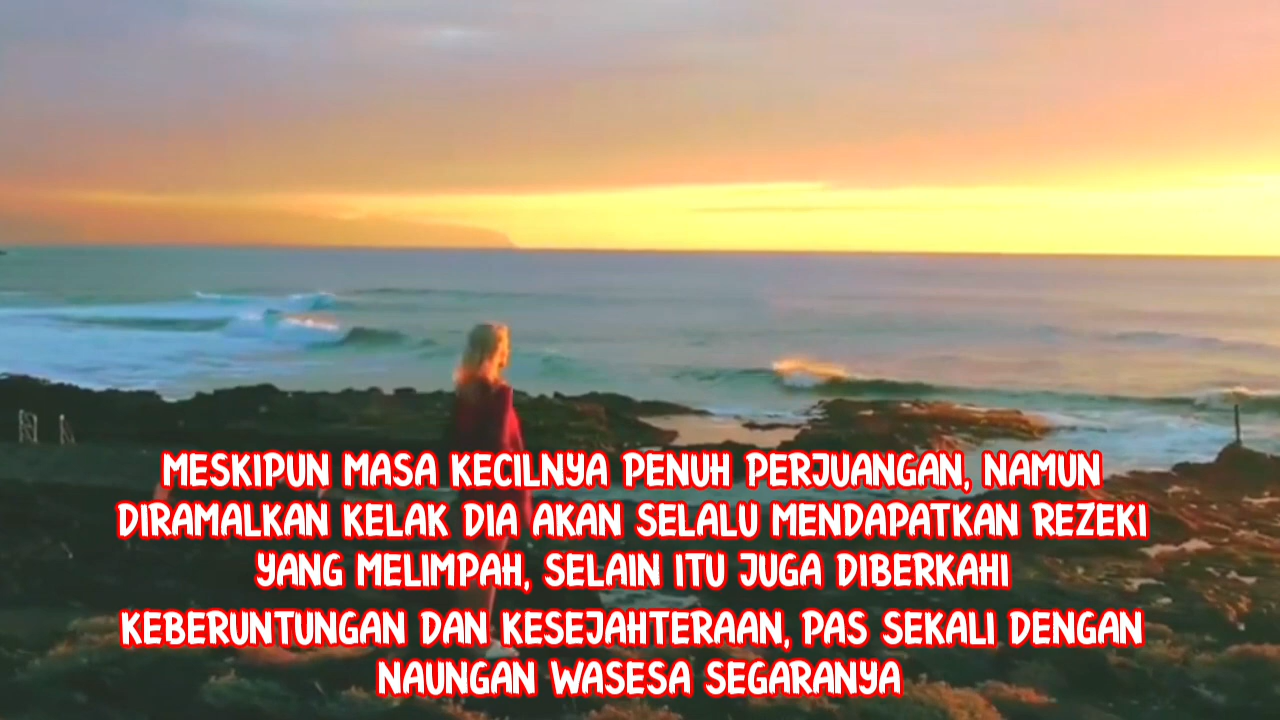 MESKIPUN MASA KECILNYA PENUH PERJUANGAN, NAMUN
DIRAMALKAN KELAK DIA AKAN SELALU MENDAPATKAN REZEKI
YANG MELIMPAH, SELAIN ITU JUGA DIBERKAHI
KEBERUNTUNGAN DAN KESEJAHTERAAN, PAS SEKALI DENGAN
NAUNGAN WASESA SEGARANYA